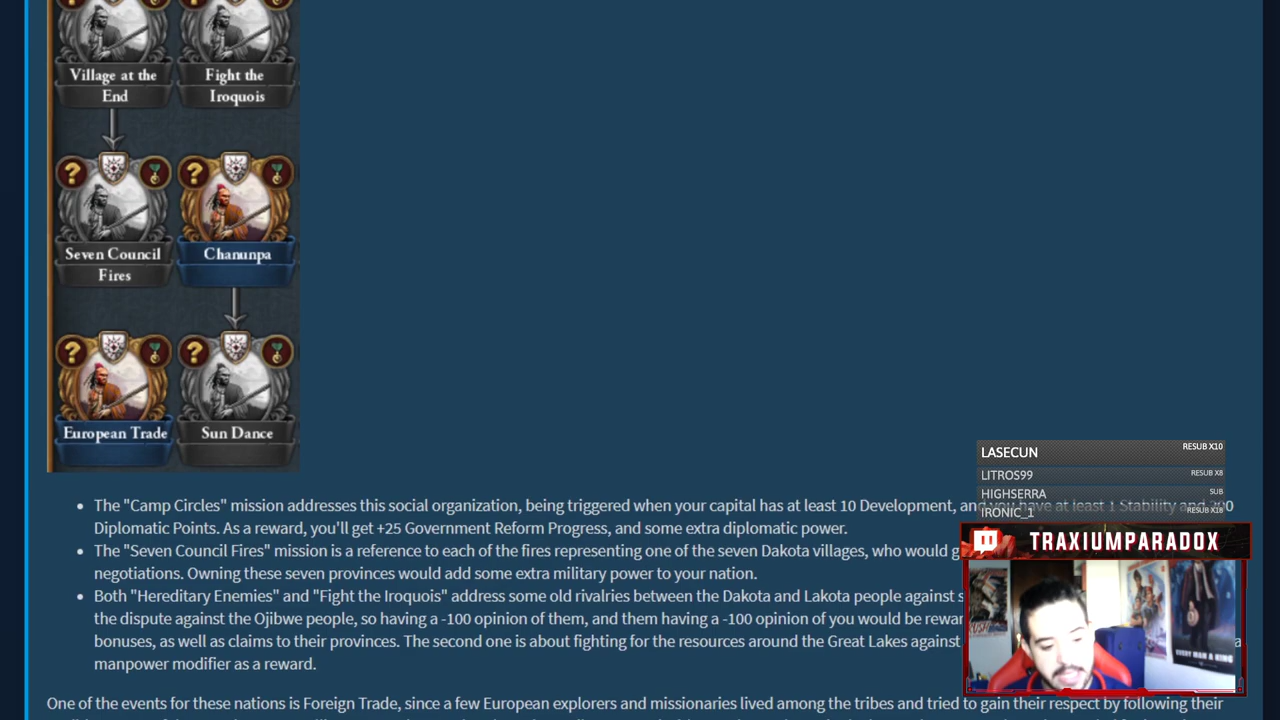 Village at the
End
Fight the
Iroquois
Seven Council
Fires
Chanunpa
European Trade
Sun Dance
LASECUN RESUB X10
LITROS99 RESUB X8
HIGHSERRA SUB
IRONIC_1
TRAXIUMPARADOX
The "Camp Circles" mission addresses this social organization, being triggered when your capital has at least 10 Development, and you have at least 1 Stability and
Diplomatic Points. As a reward, you'll get +25 Government Reform Progress, and some extra diplomatic power.
The "Seven Council Fires" mission is a reference to each of the fires representing one of the seven Dakota villages, who would
negotiations. Owning these seven provinces would add some extra military power to your nation.
Both "Hereditary Enemies" and "Fight the Iroquois" address some old rivalries between the Dakota and Lakota people against
the dispute against the Ojibwe people, so having a -100 opinion of them, and them having a -100 opinion of you would be
bonuses, as well as claims to their provinces. The second one is about fighting for the resources around the Great Lakes against a
manpower modifier as a reward.
One of the events for these nations is Foreign Trade, since a few European explorers and missionaries lived among the tribes and tried to gain their respect by following their